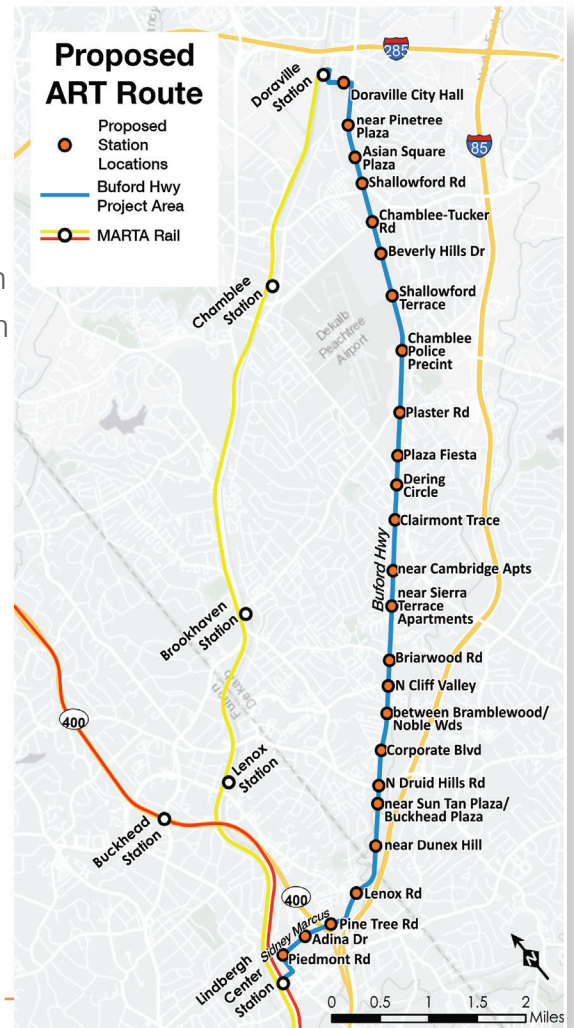 Proposed
ART Route
Proposed
Station
Locations
Buford Hwy
Project Area
MARTA Rail
285
85
Doraville
Station
Doraville City Hall
near Pinetree
Plaza
Asian Square
Plaza
Shallowford Rd
Chamblee-Tucker
Rd
Beverly Hills Dr
Chamblee
Station
Shallowford
Terrace
Dekalb
Peachtree
Airport
Chamblee
Police
Precint
Plaster Rd
Plaza Fiesta
Dering
Circle
Clairmont Trace
Buford Hwy
near Cambridge Apts
near Sierra
Terrace
Apartments
Brookhaven
Station
Briarwood Rd
N Cliff Valley
Fulton
Dekalb
between Bramblewood/
Noble Wds
400
Corporate Blvd
Lenox
Station
N Druid Hills Rd
near Sun Tan Plaza/
Buckhead Plaza
Buckhead
Station
near Dunex Hill
400
Lenox Rd
Sidney Marcus
Pine Tree Rd
Adina Dr
Piedmont Rd
Lindbergh
Center
Station
N
0 0.5 1 1.5 2
Miles